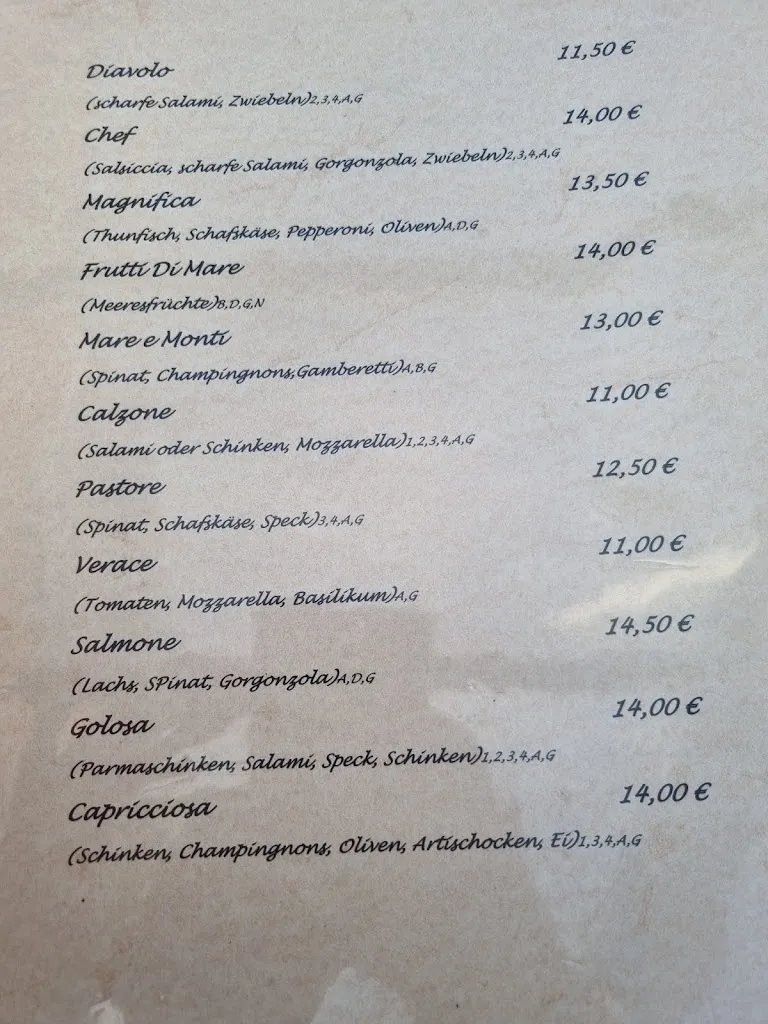 Diavolo 11,50 €
(scharfe Salami, Zwiebeln)2,3,4,A,G
Chef 14,00 €
(Salsiccia, scharfe Salami, Gorgonzola, Zwiebeln)2,3,4,A,G
Magnifica 13,50 €
(Thunfisch, Schafskäse, Pepperoni, Oliven)A,D,G
Frutti Di Mare 14,00 €
(Meeresfrüchte)B,D,G,N
Mare e Monti 13,00 €
(Spinat, Champingnons,Gamberetti)A,B,G
Calzone 11,00 €
(Salami oder Schinken, Mozzarella)1,2,3,4,A,G
Pastore 12,50 €
(Spinat, Schafskäse, Speck)3,4,A,G
Verace 11,00 €
(Tomaten, Mozzarella, Basilikum)A,G
Salmone 14,50 €
(Lachs, SPinat, Gorgonzola)A,D,G
Golosa 14,00 €
(Parmaschinken, Salami, Speck, Schinken)1,2,3,4,A,G
Capricciosa 14,00 €
(Schinken, Champingnons, Oliven, Artischocken, Ei)1,3,4,A,G